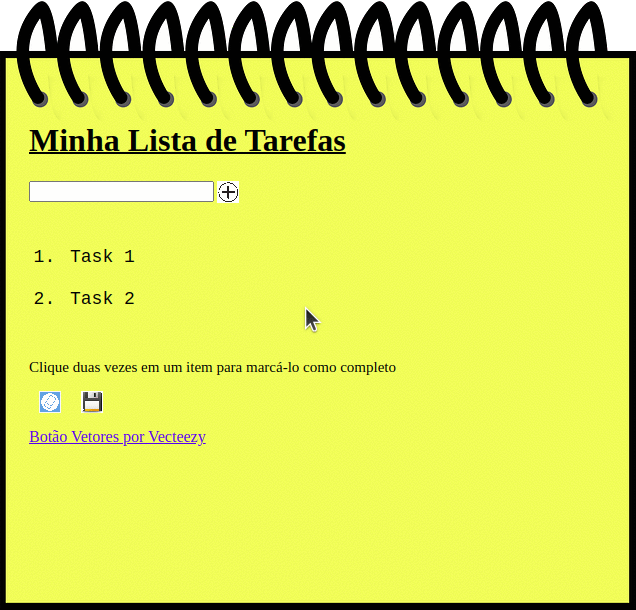 Minha Lista de Tarefas
1. Task 1
2. Task 2
Clique duas vezes em um item para marcá-lo como completo
Botão Vetores por Vecteezy